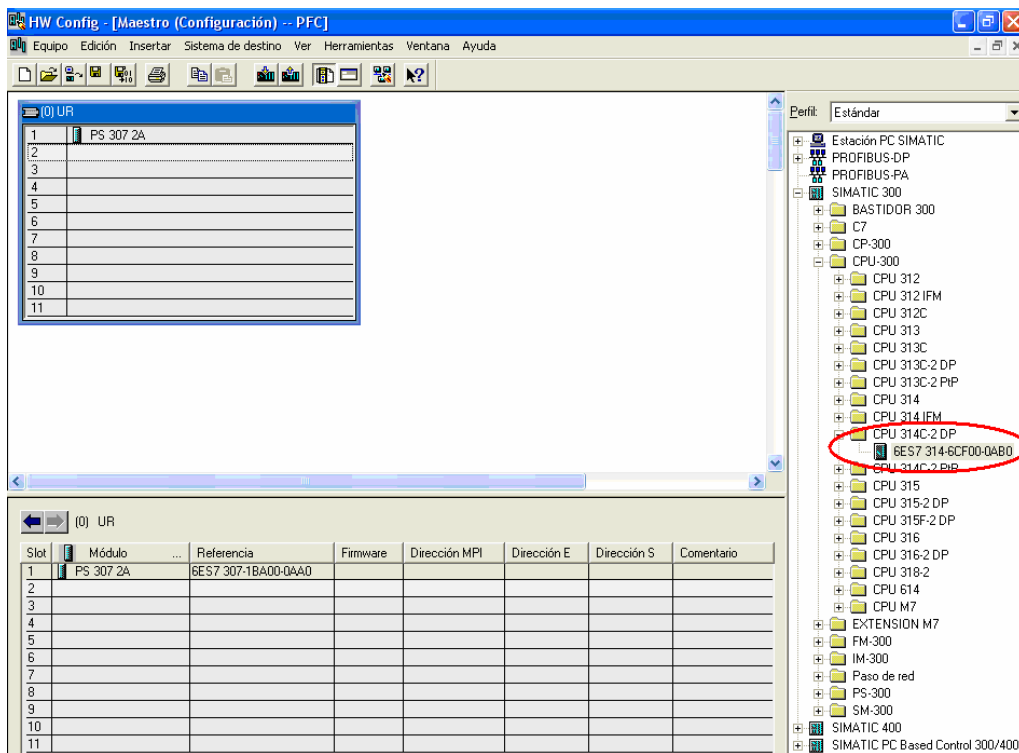 HW Config - [Maestro (Configuración) -- PFC]
Equipo Edición Insertar Sistema de destino Ver Herramientas Ventana Ayuda
(0) UR
1 PS 307 2A
2
3
4
5
6
7
8
9
10
11
Perfil: Estándar
Estación PC SIMATIC
PROFIBUS-DP
PROFIBUS-PA
SIMATIC 300
BASTIDOR 300
C7
CP-300
CPU-300
CPU 312
CPU 312 IFM
CPU 312C
CPU 313
CPU 313C
CPU 313C-2 DP
CPU 313C-2 PtP
CPU 314
CPU 314 IFM
CPU 314C-2 DP
6ES7 314-6CF00-0AB0
CPU 314C-2 PtP
CPU 315
CPU 315-2 DP
CPU 315F-2 DP
CPU 316
CPU 316-2 DP
CPU 318-2
CPU 614
CPU M7
EXTENSION M7
FM-300
IM-300
Paso de red
PS-300
SM-300
SIMATIC 400
SIMATIC PC Based Control 300/400
(0) UR
Slot Módulo ... Referencia Firmware Dirección MPI Dirección E Dirección S Comentario
1 PS 307 2A 6ES7 307-1BA00-0AA0
2
3
4
5
6
7
8
9
10
11